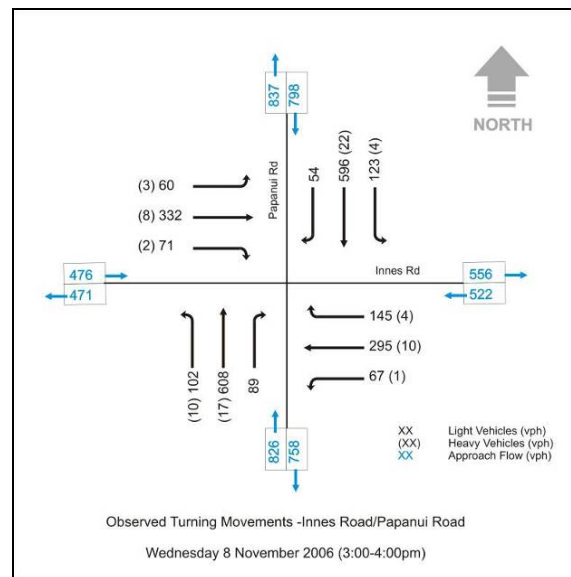 837
798
NORTH
Papanui Rd
54
596 (22)
123 (4)
(3) 60
(8) 332
(2) 71
Innes Rd
476
471
556
522
145 (4)
295 (10)
67 (1)
(10) 102
(17) 608
89
826
758
XX Light Vehicles (vph)
(XX) Heavy Vehicles (vph)
XX Approach Flow (vph)
Observed Turning Movements -Innes Road/Papanui Road
Wednesday 8 November 2006 (3:00-4:00pm)